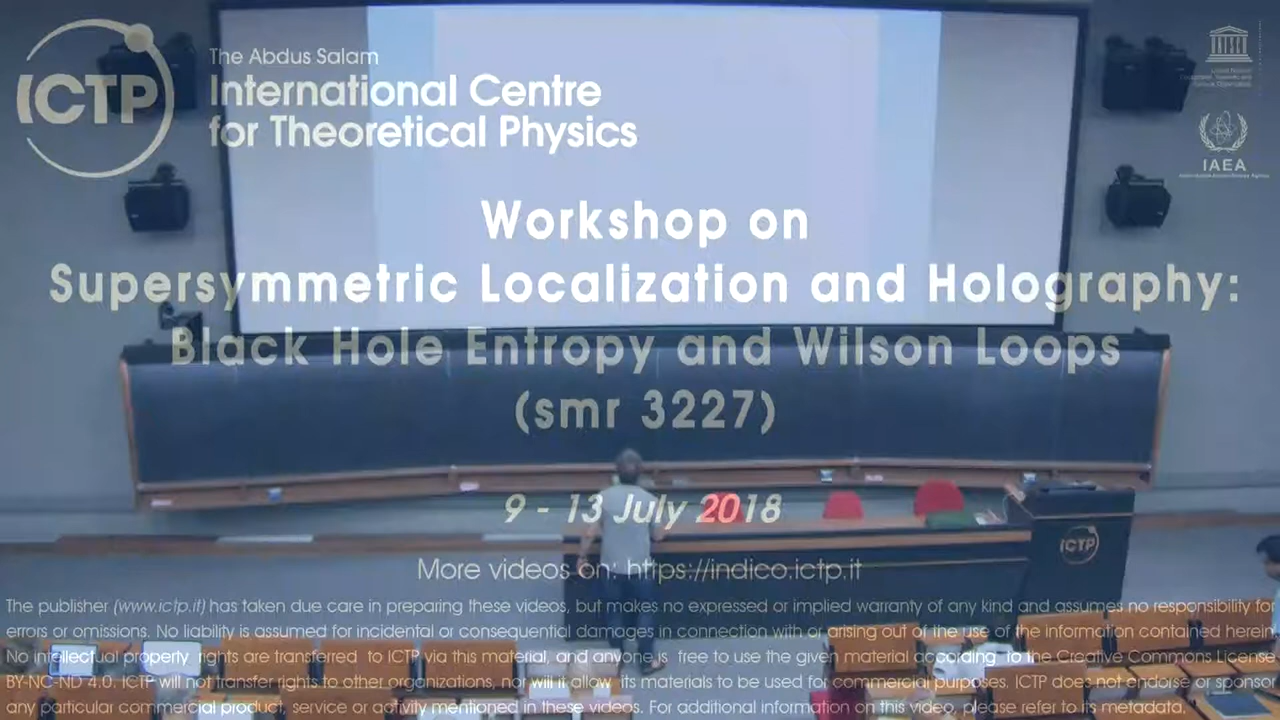 ICTP
The Abdus Salam
International Centre
for Theoretical Physics
IAEA
Workshop on
Supersymmetric Localization and Holography:
Black Hole Entropy and Wilson Loops
(smr 3227)
9 - 13 July 2018
ICTP
More videos on: https://indico.ictp.it
The publisher (www.ictp.it) has taken due care in preparing these videos, but makes no expressed or implied warranty of any kind and assumes no responsibility for
errors or omissions. No liability is assumed for incidental or consequential damages in connection with or arising out of the use of the information contained herein.
No intellectual property rights are transferred to ICTP via this material, and anyone is free to use the given material according to the Creative Commons License
BY-NC-ND 4.0. ICTP will not transfer rights to other organizations, nor will it allow its materials to be used for commercial purposes. ICTP does not endorse or sponsor
any particular commercial product, service or activity mentioned in these videos. For additional information on this video, please refer to its metadata.